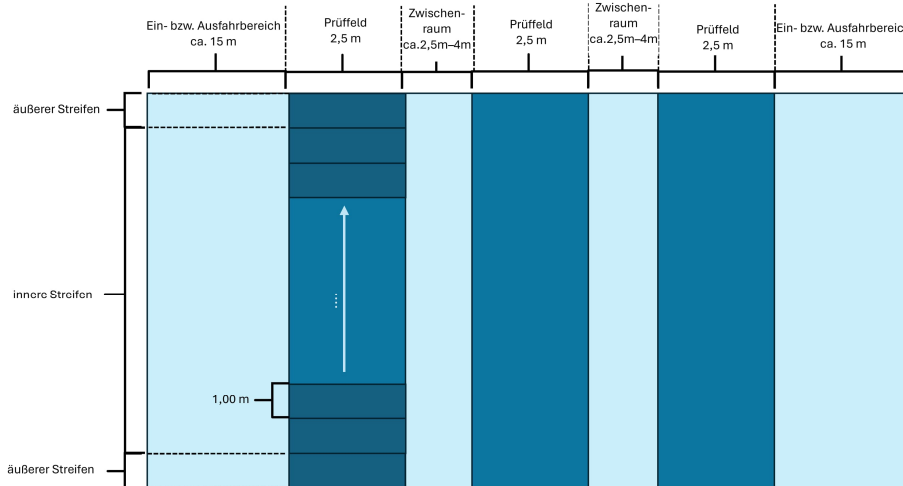 Ein- bzw. Ausfahrbereich
ca. 15 m
Prüffeld
2,5 m
Zwischen-
raum
ca.2,5m–4m
Prüffeld
2,5 m
Zwischen-
raum
ca.2,5m–4m
Prüffeld
2,5 m
Ein- bzw. Ausfahrbereich
ca. 15 m
äußerer Streifen
innere Streifen
....
1,00 m
äußerer Streifen